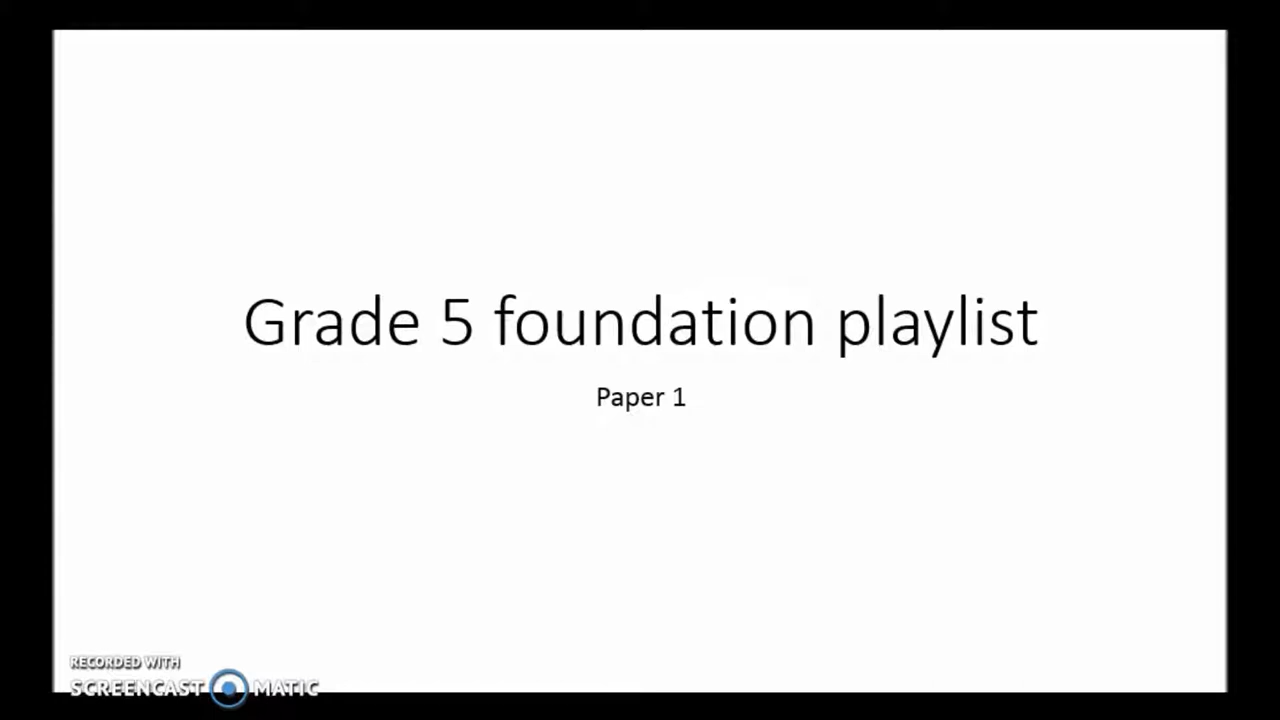 Grade 5 foundation playlist
Paper 1
RECORDED WITH
SCREENCAST MATIC